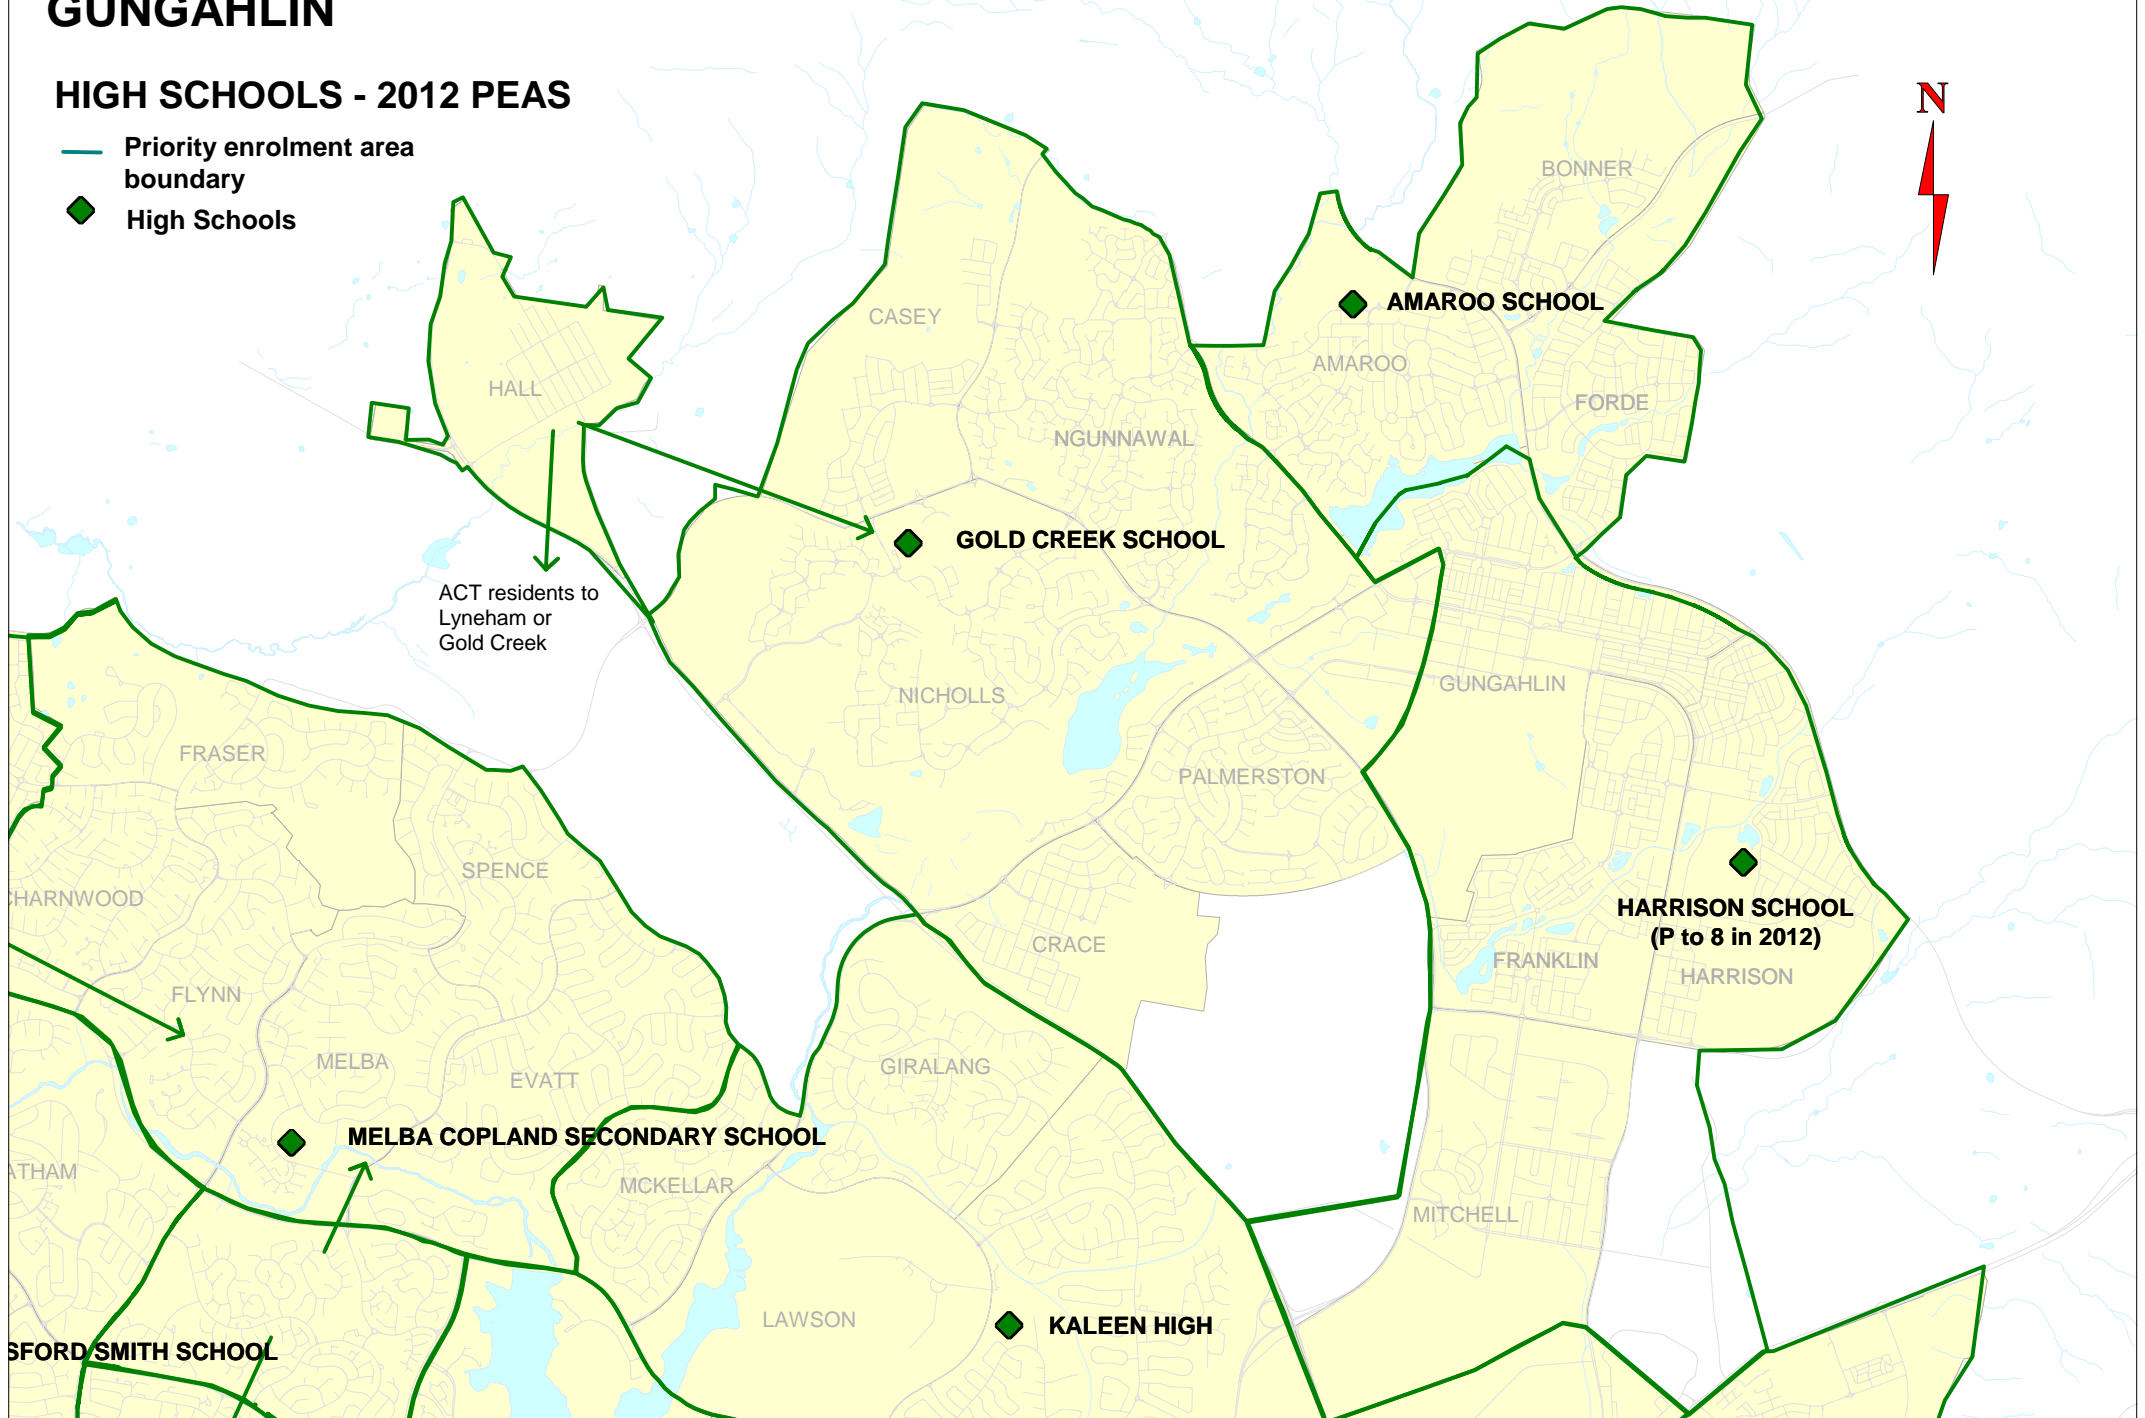 GUNGAHLIN
HIGH SCHOOLS - 2012 PEAS
Priority enrolment area
boundary
High Schools
N
BONNER
AMAROO SCHOOL
CASEY
AMAROO
HALL
FORDE
NGUNNAWAL
GOLD CREEK SCHOOL
ACT residents to
Lyneham or
Gold Creek
NICHOLLS
GUNGAHLIN
FRASER
PALMERSTON
SPENCE
CHARNWOOD
HARRISON SCHOOL
(P to 8 in 2012)
CRACE
FRANKLIN
HARRISON
FLYNN
MELBA
EVATT
GIRALANG
MELBA COPLAND SECONDARY SCHOOL
ATHAM
MCKELLAR
MITCHELL
LAWSON
KALEEN HIGH
SFORD SMITH SCHOOL